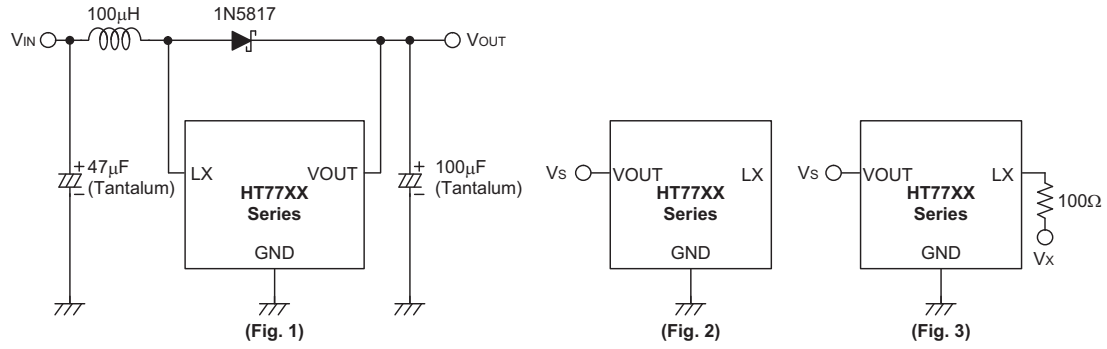 100μH
1N5817
VIN
VOUT
+
47μF
(Tantalum)
LX
VOUT
HT77XX
Series
GND
+
100μF
(Tantalum)
(Fig. 1)
VS
VOUT
LX
HT77XX
Series
GND
(Fig. 2)
VS
VOUT
LX
HT77XX
Series
GND
100Ω
VX
(Fig. 3)